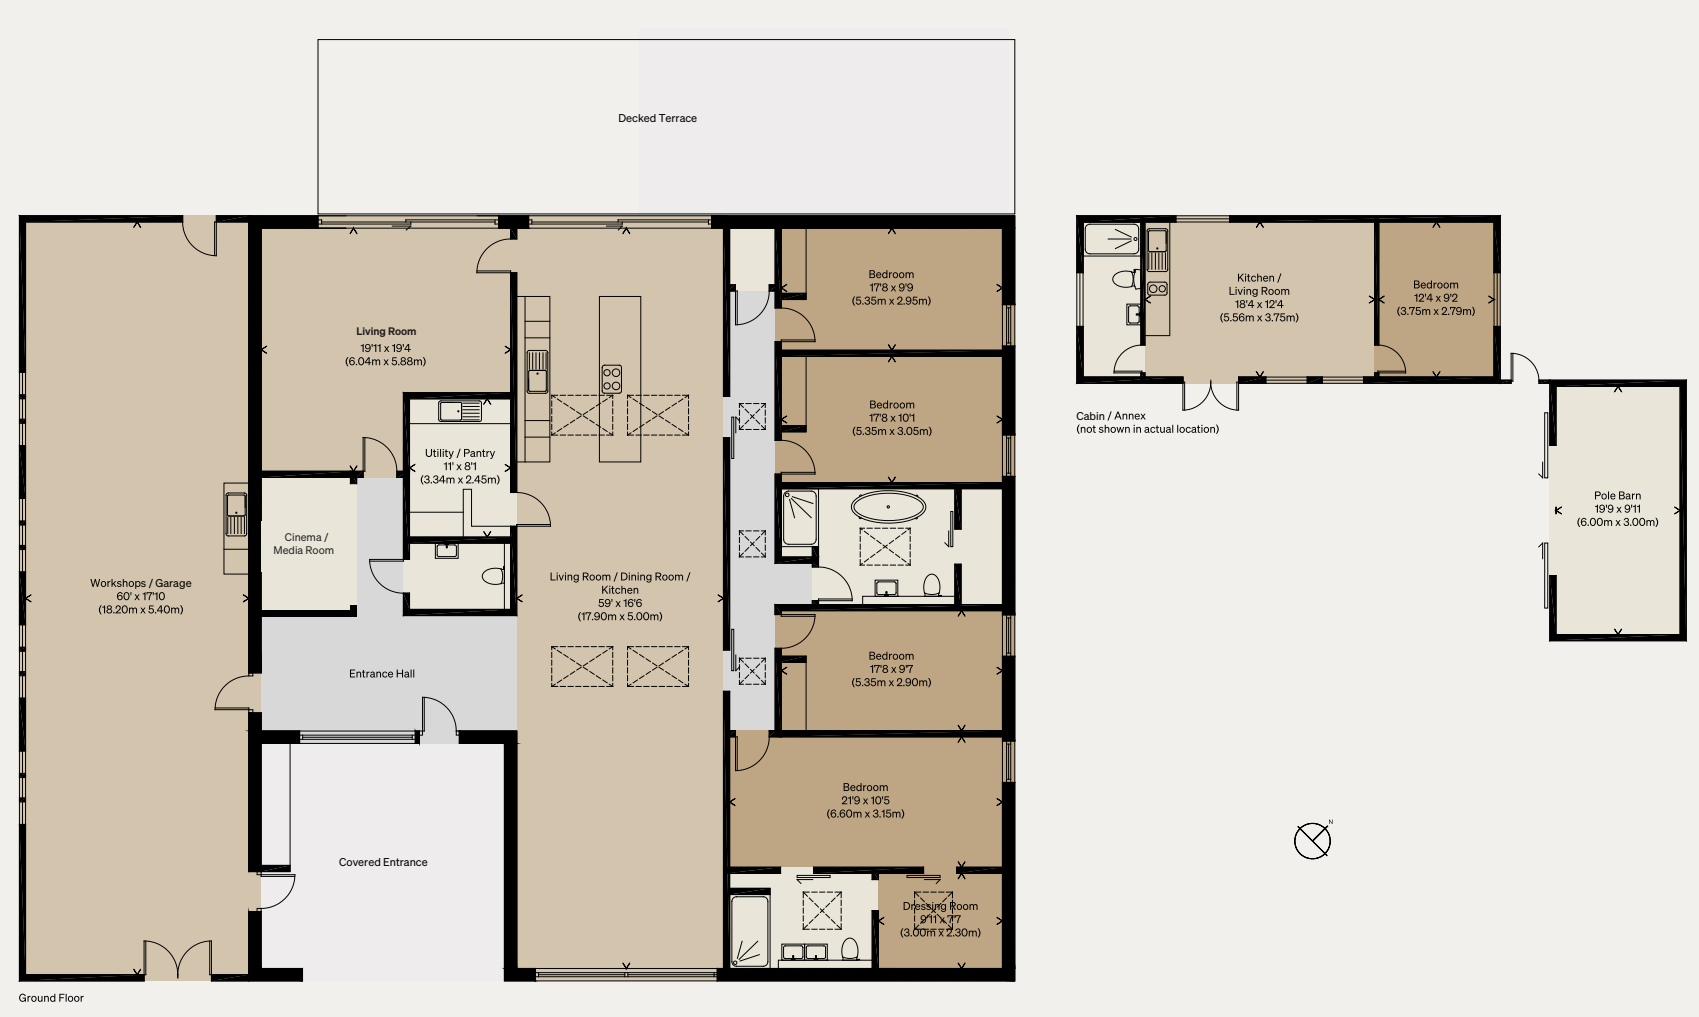 Decked Terrace
Living Room
19'11 x 19'4
(6.04m x 5.88m)
Bedroom
17'8 x 9'9
(5.35m x 2.95m)
Bedroom
17'8 x 10'1
(5.35m x 3.05m)
Utility / Pantry
11' x 8'1
(3.34m x 2.45m)
Cinema /
Media Room
Workshops / Garage
60' x 17'10
(18.20m x 5.40m)
Living Room / Dining Room /
Kitchen
59' x 16'6
(17.90m x 5.00m)
Entrance Hall
Bedroom
17'8 x 9'7
(5.35m x 2.90m)
Bedroom
21'9 x 10'5
(6.60m x 3.15m)
Covered Entrance
Dressing Room
9'11 x 7'7
(3.00m x 2.30m)
Ground Floor
Kitchen /
Living Room
18'4 x 12'4
(5.56m x 3.75m)
Bedroom
12'4 x 9'2
(3.75m x 2.79m)
Cabin / Annex
(not shown in actual location)
Pole Barn
19'9 x 9'11
(6.00m x 3.00m)
N